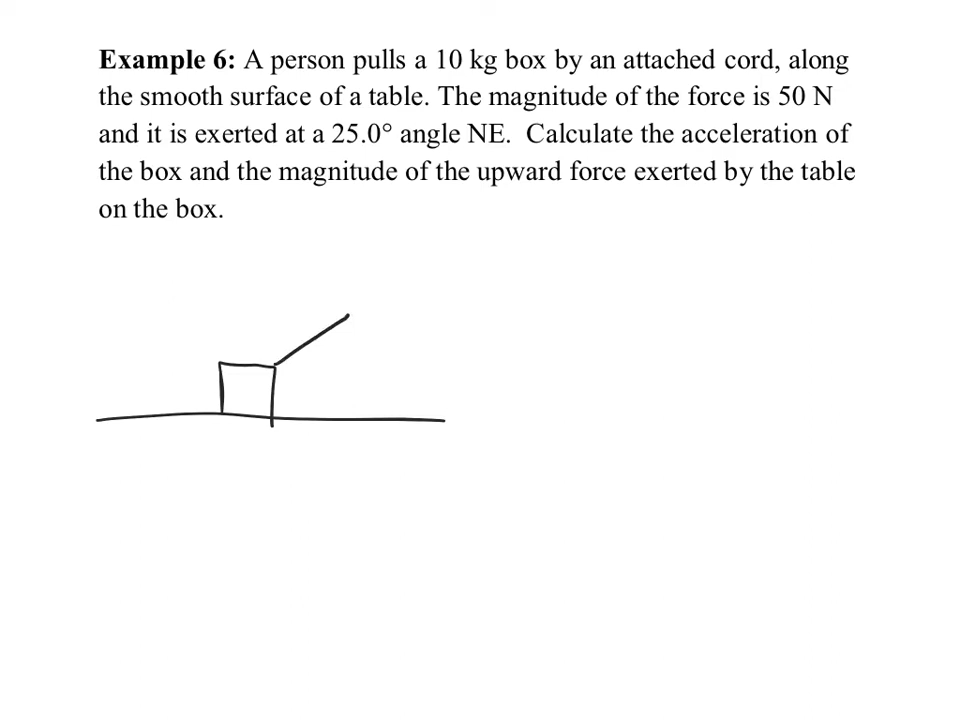 Example 6: A person pulls a 10 kg box by an attached cord, along
the smooth surface of a table. The magnitude of the force is 50 N
and it is exerted at a 25.0° angle NE. Calculate the acceleration of
the box and the magnitude of the upward force exerted by the table
on the box.